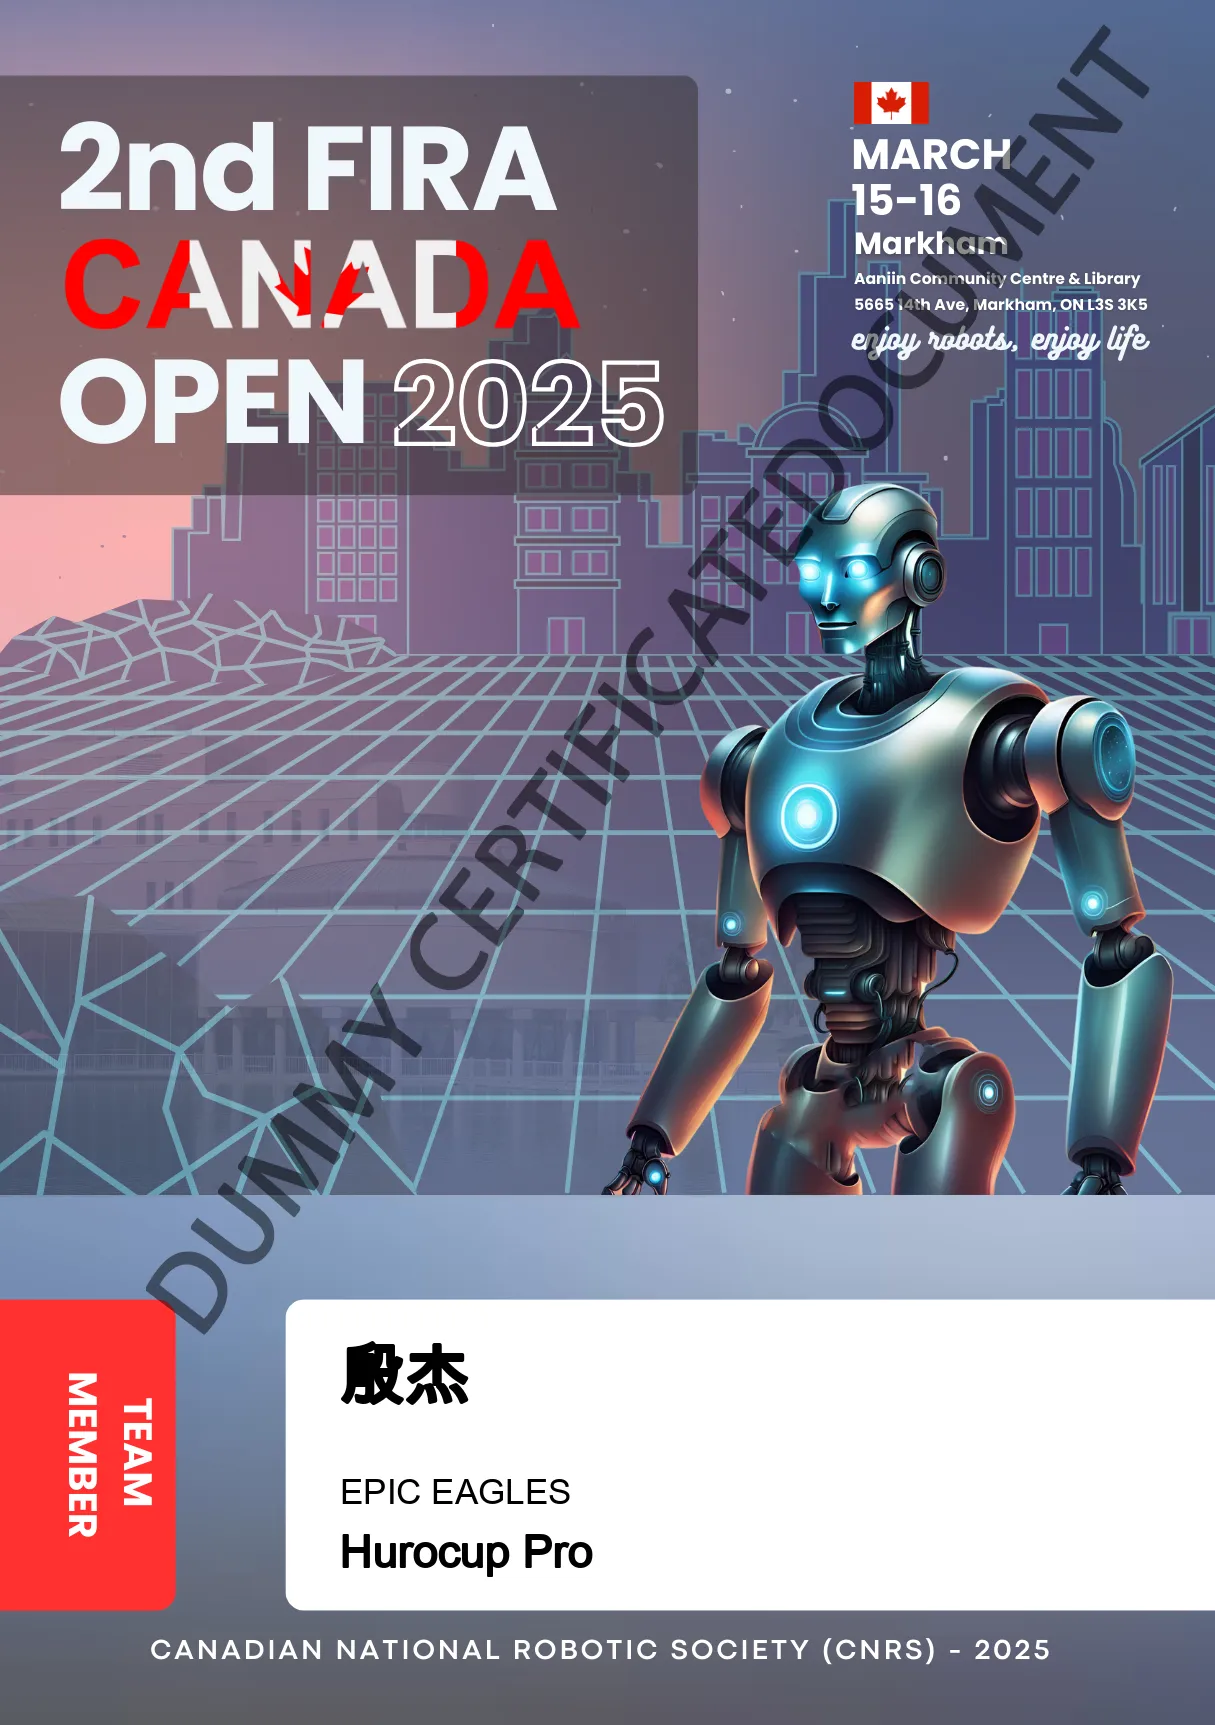 2nd FIRA
CANADA
OPEN 2025
MARCH
15-16
Markham
Aaniin Community Centre & Library
5665 14th Ave, Markham, ON L3S 3K5
enjoy robots, enjoy life
DUMMY CERTIFICATEDOCUMENT
TEAM
MEMBER
殷杰
EPIC EAGLES
Hurocup Pro
CANADIAN NATIONAL ROBOTIC SOCIETY (CNRS) - 2025